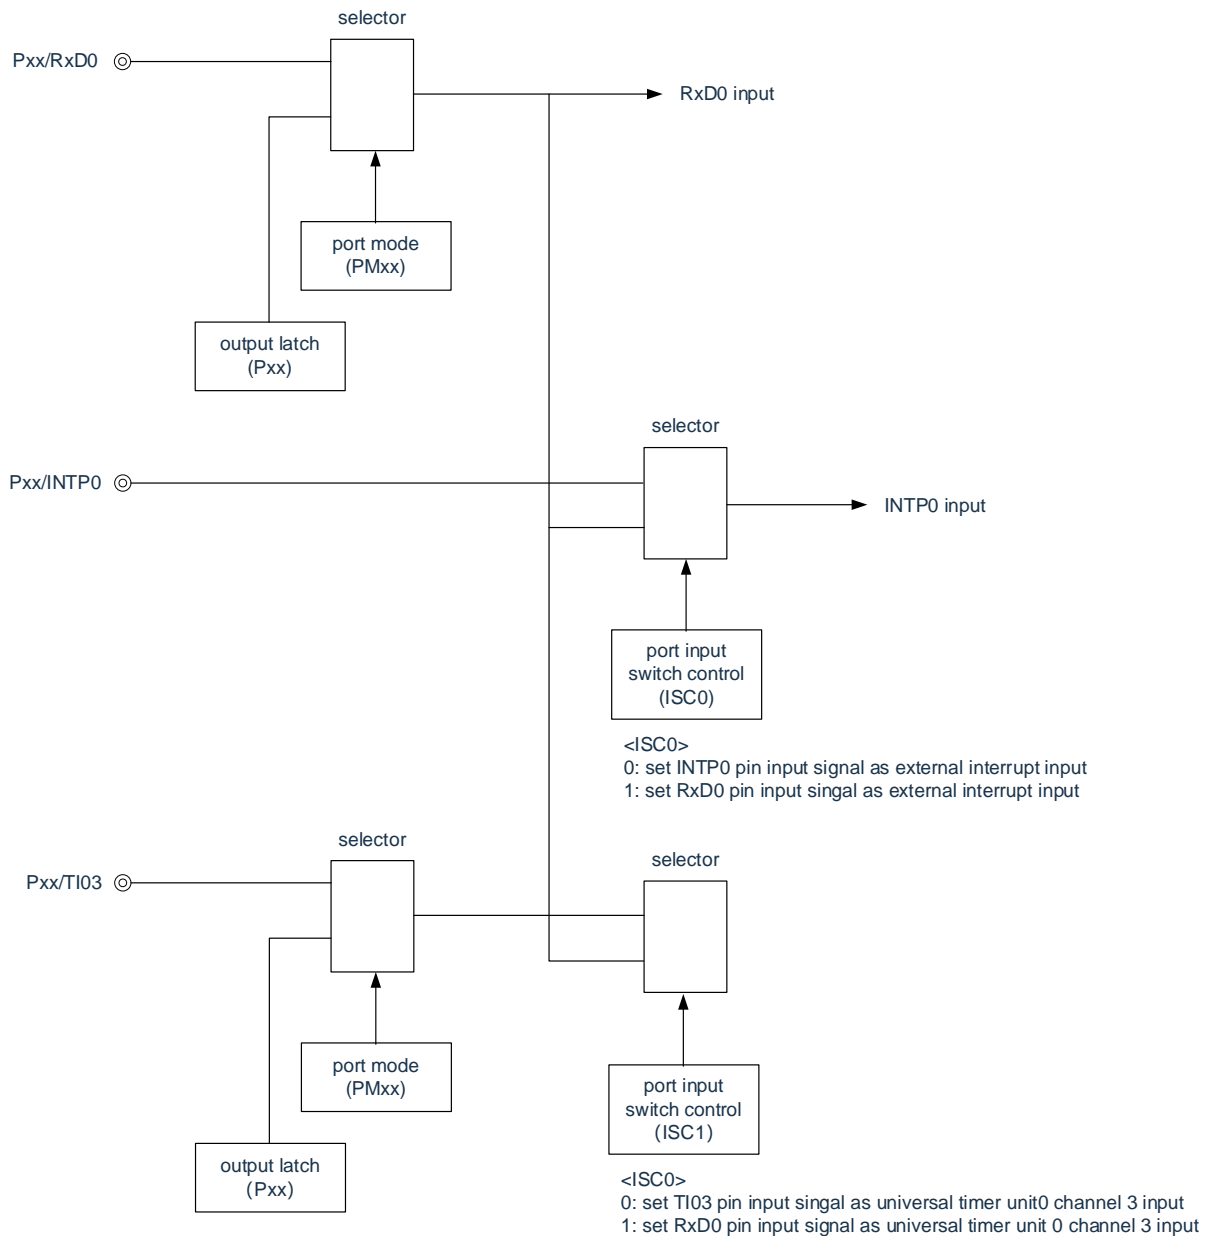 selector
Pxx/RxD0
RxD0 input
port mode
(PMxx)
output latch
(Pxx)
selector
Pxx/INTP0
INTP0 input
port input
switch control
(ISC0)
<ISC0>
0: set INTP0 pin input signal as external interrupt input
1: set RxD0 pin input singal as external interrupt input
selector
selector
Pxx/TI03
port mode
(PMxx)
port input
switch control
(ISC1)
output latch
(Pxx)
<ISC0>
0: set TI03 pin input singal as universal timer unit0 channel 3 input
1: set RxD0 pin input signal as universal timer unit 0 channel 3 input